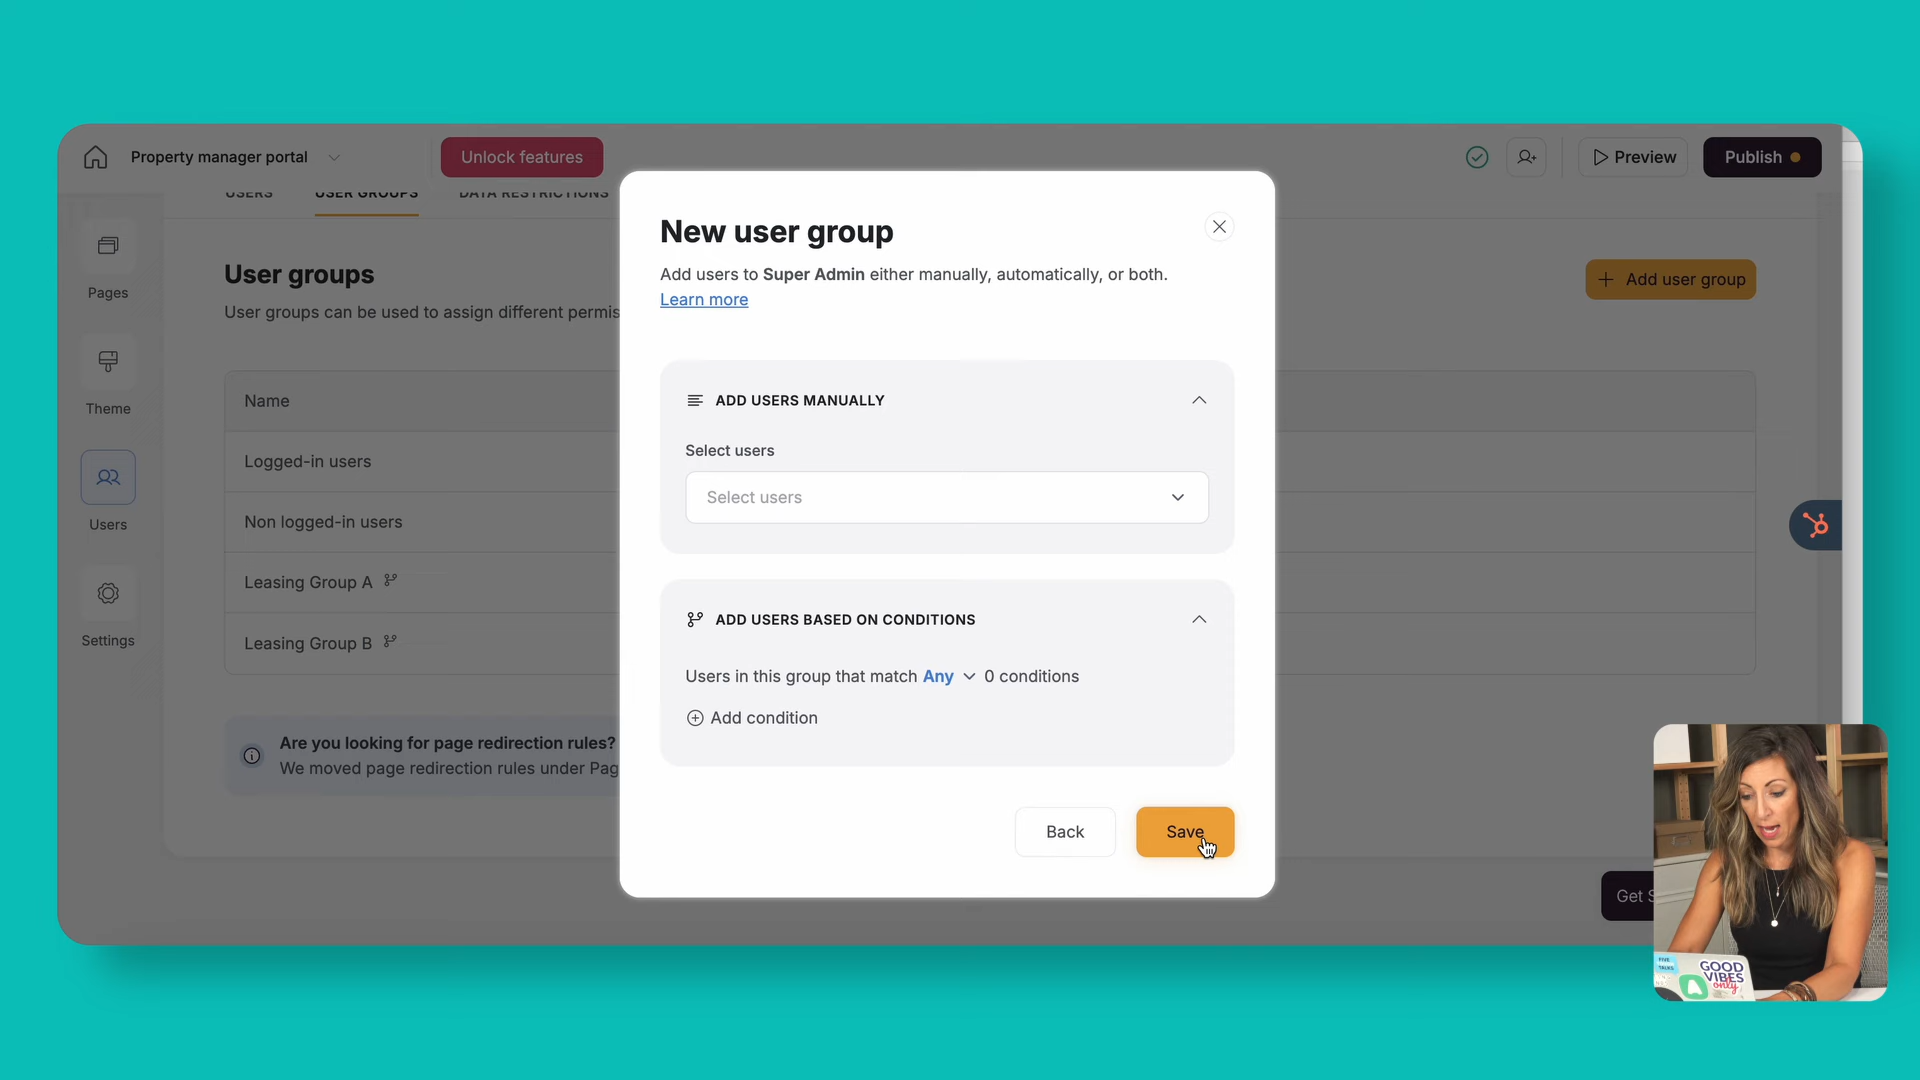 Property manager portal
Unlock features
Preview
Publish
USERS
USER GROUPS
DATA RESTRICTIONS
Pages
Theme
Users
Settings
User groups
User groups can be used to assign different permis
Add user group
Name
Logged-in users
Non logged-in users
Leasing Group A
Leasing Group B
Are you looking for page redirection rules?
We moved page redirection rules under Pag
New user group
Add users to Super Admin either manually, automatically, or both.
Learn more
ADD USERS MANUALLY
Select users
Select users
ADD USERS BASED ON CONDITIONS
Users in this group that match Any 0 conditions
Add condition
Back
Save
Get S
FIVE
TALKS
GOOD
VIBES
only